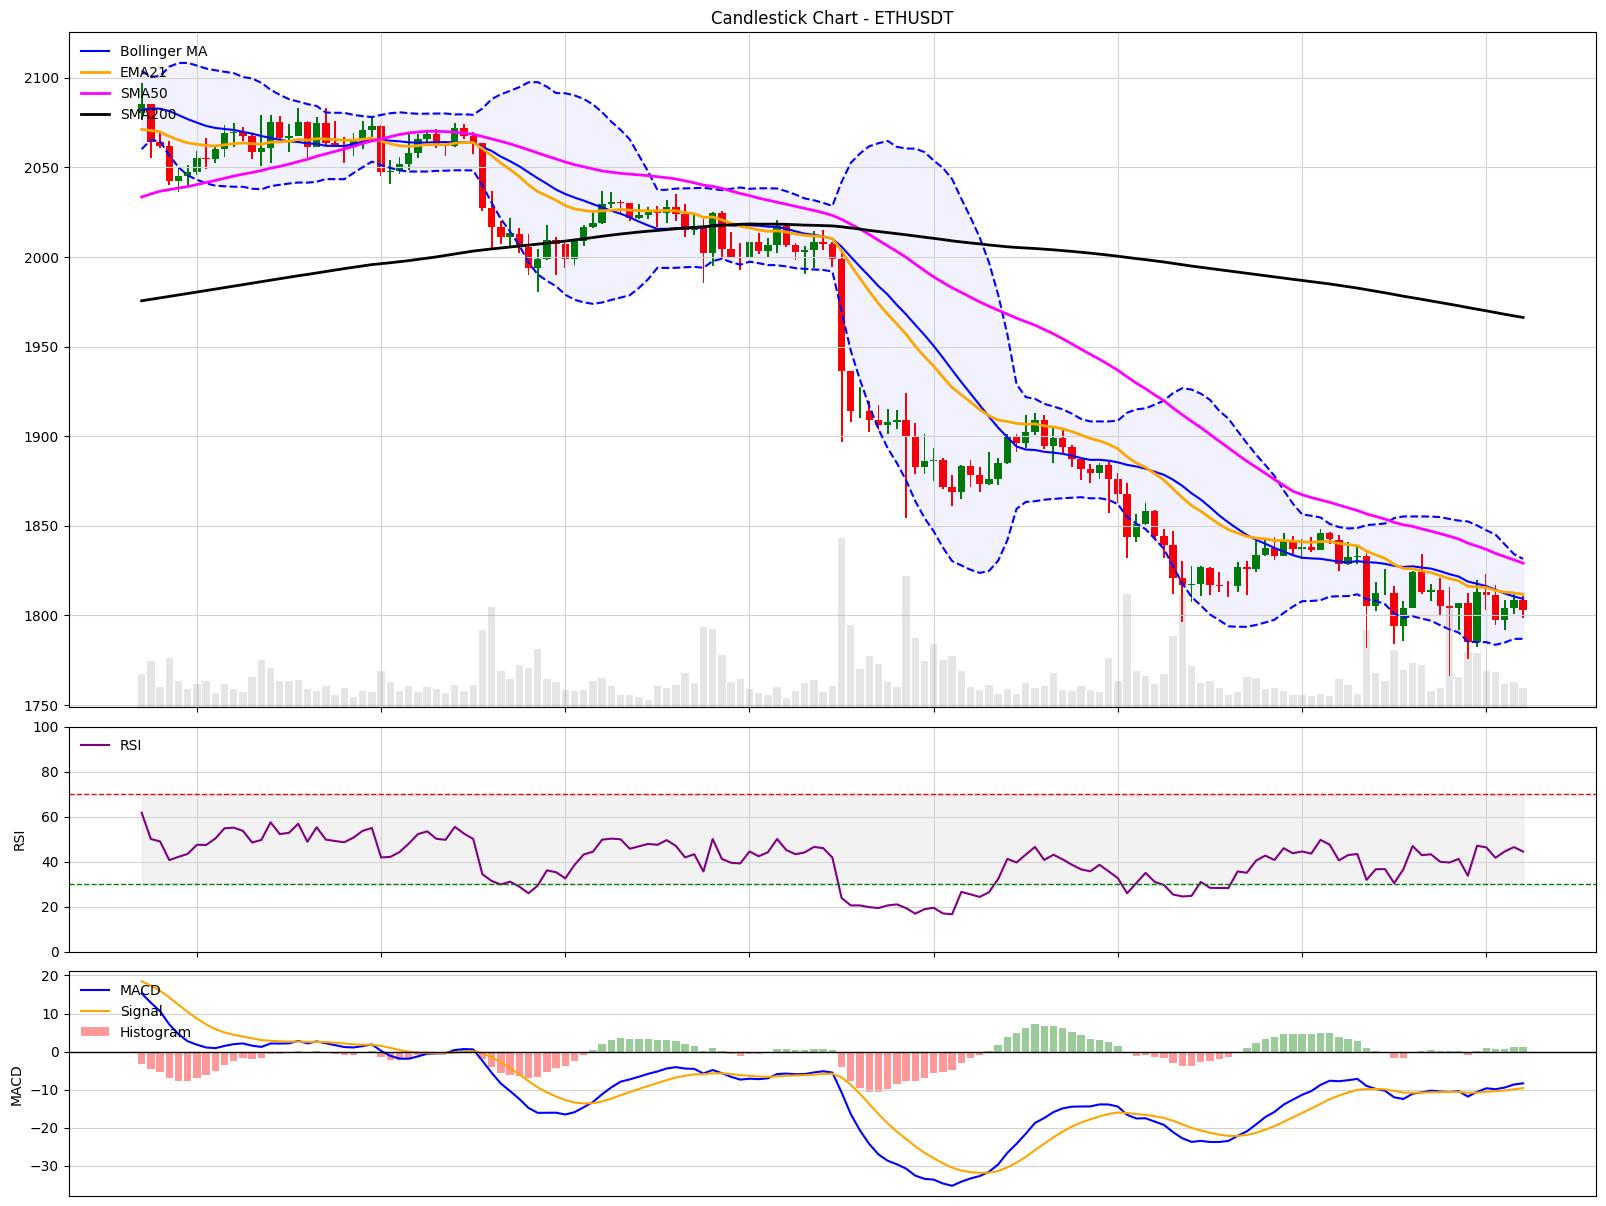 Candlestick Chart - ETHUSDT
Bollinger MA
EMA21
SMA50
SMA200
2100
2050
2000
1950
1900
1850
1800
1750
RSI
100
80
60
40
20
0
RSI
MACD
Signal
Histogram
20
10
0
−10
−20
−30
MACD